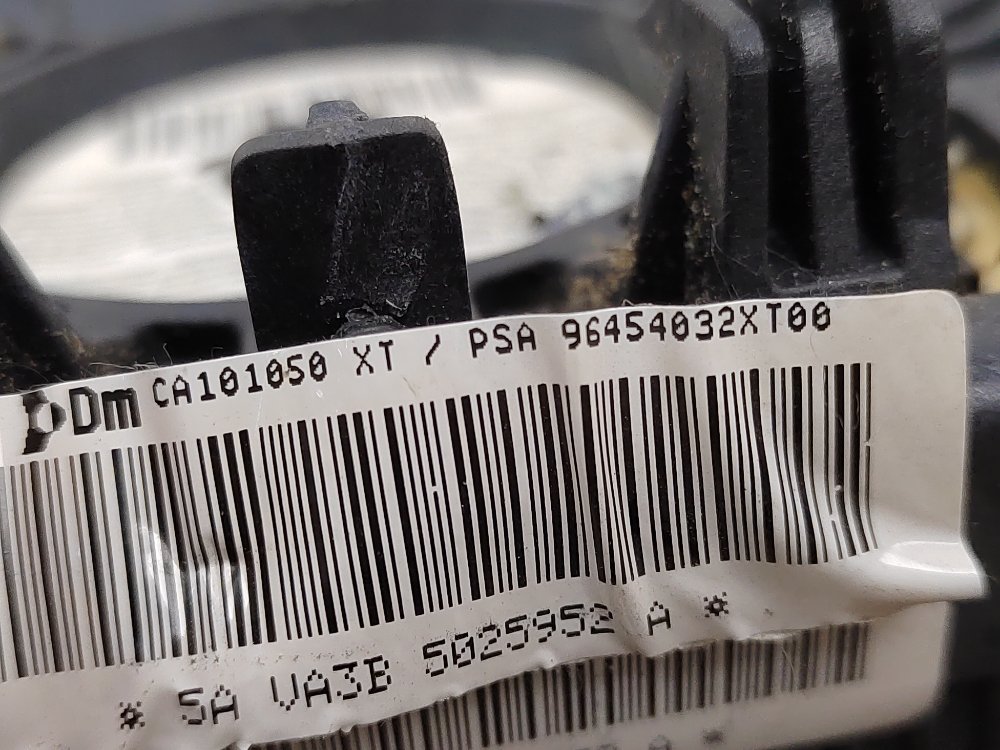 Dm CA101050 XT / PSA 96454032XT00
* 5A VA3B 5025952 A *
A *